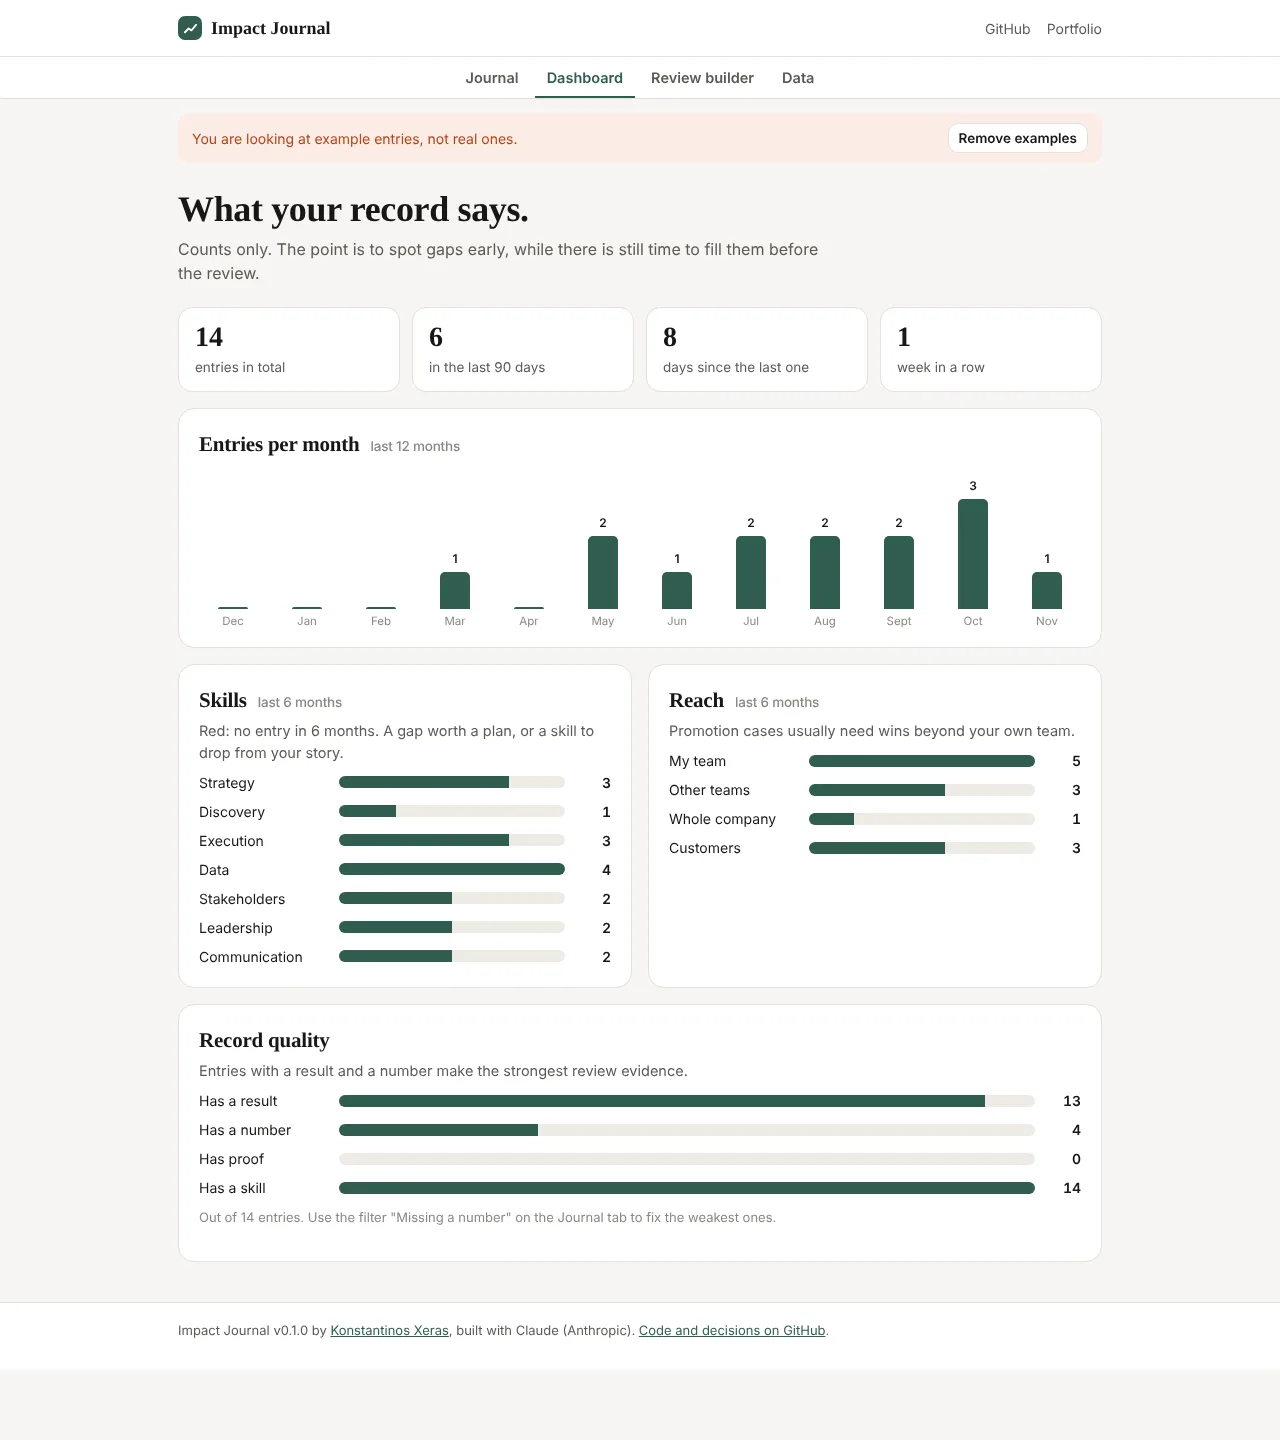 Impact Journal
GitHub Portfolio
Journal Dashboard Review builder Data
You are looking at example entries, not real ones.
Remove examples
What your record says.
Counts only. The point is to spot gaps early, while there is still time to fill them before
the review.
14
entries in total
6
in the last 90 days
8
days since the last one
1
week in a row
Entries per month last 12 months
1 2 1 2 2 2 3 1
Dec Jan Feb Mar Apr May Jun Jul Aug Sept Oct Nov
Skills last 6 months
Red: no entry in 6 months. A gap worth a plan, or a skill to
drop from your story.
Strategy 3
Discovery 1
Execution 3
Data 4
Stakeholders 2
Leadership 2
Communication 2
Reach last 6 months
Promotion cases usually need wins beyond your own team.
My team 5
Other teams 3
Whole company 1
Customers 3
Record quality
Entries with a result and a number make the strongest review evidence.
Has a result 13
Has a number 4
Has proof 0
Has a skill 14
Out of 14 entries. Use the filter "Missing a number" on the Journal tab to fix the weakest ones.
Impact Journal v0.1.0 by Konstantinos Xeras, built with Claude (Anthropic). Code and decisions on GitHub.